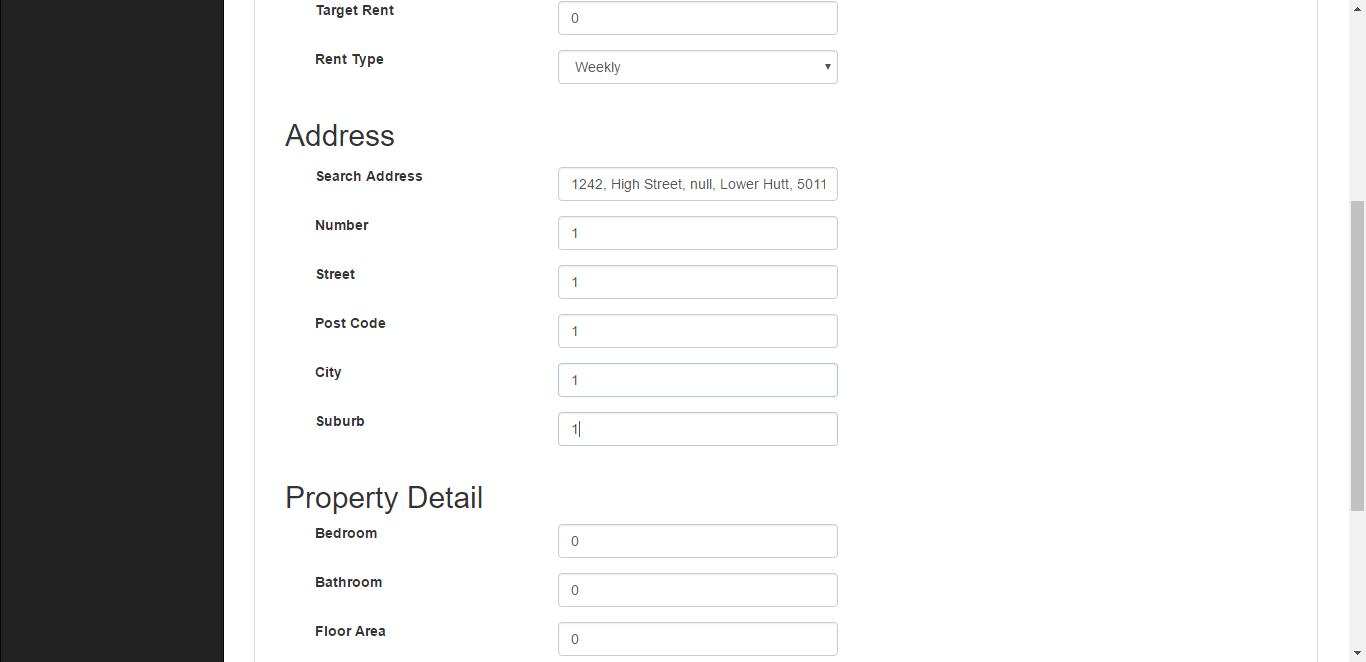 Target Rent
0
Rent Type
Weekly
Address
Search Address
1242, High Street, null, Lower Hutt, 5011
Number
1
Street
1
Post Code
1
City
1
Suburb
1
Property Detail
Bedroom
0
Bathroom
0
Floor Area
0